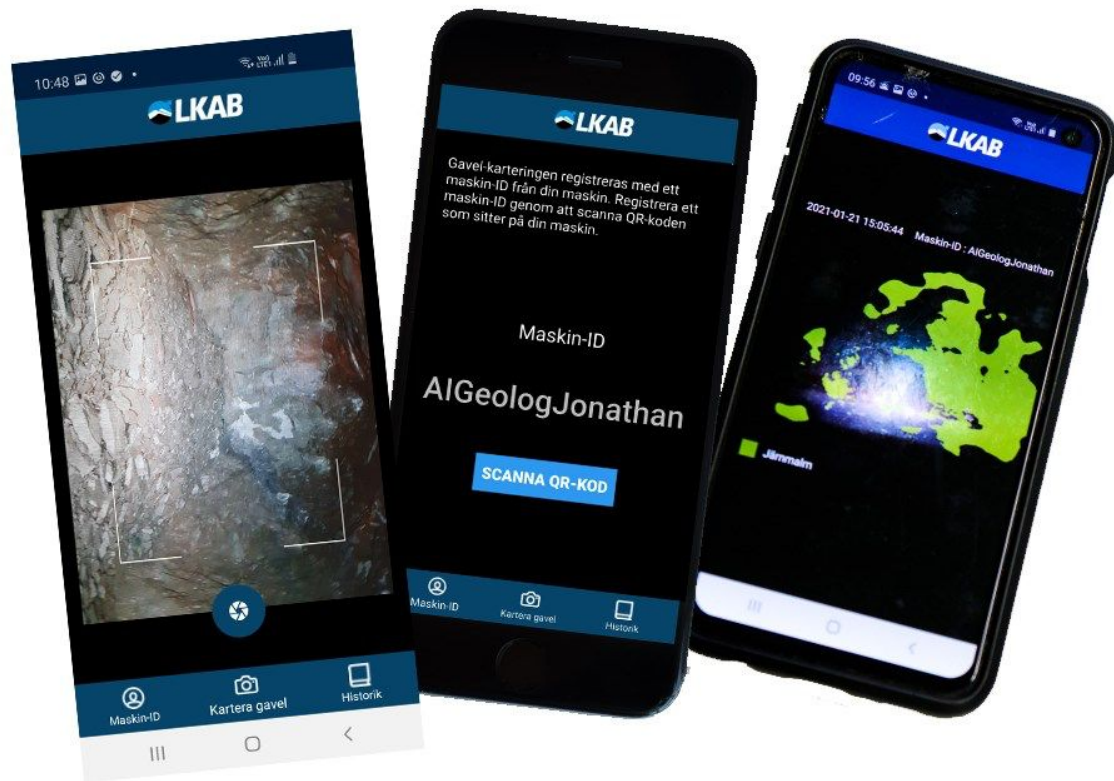 10:48
LKAB
Maskin-ID
Kartera gavel
Historik
LKAB
Gavel-karteringen registreras med ett
maskin-ID från din maskin. Registrera ett
maskin-ID genom att scanna QR-koden
som sitter på din maskin.
Maskin-ID
AIGeologJonathan
SCANNA QR-KOD
Maskin-ID
Kartera gavel
Historik
09:56
LKAB
2021-01-21 15:05:44 Maskin-ID : AIGeologJonathan
Järnmalm